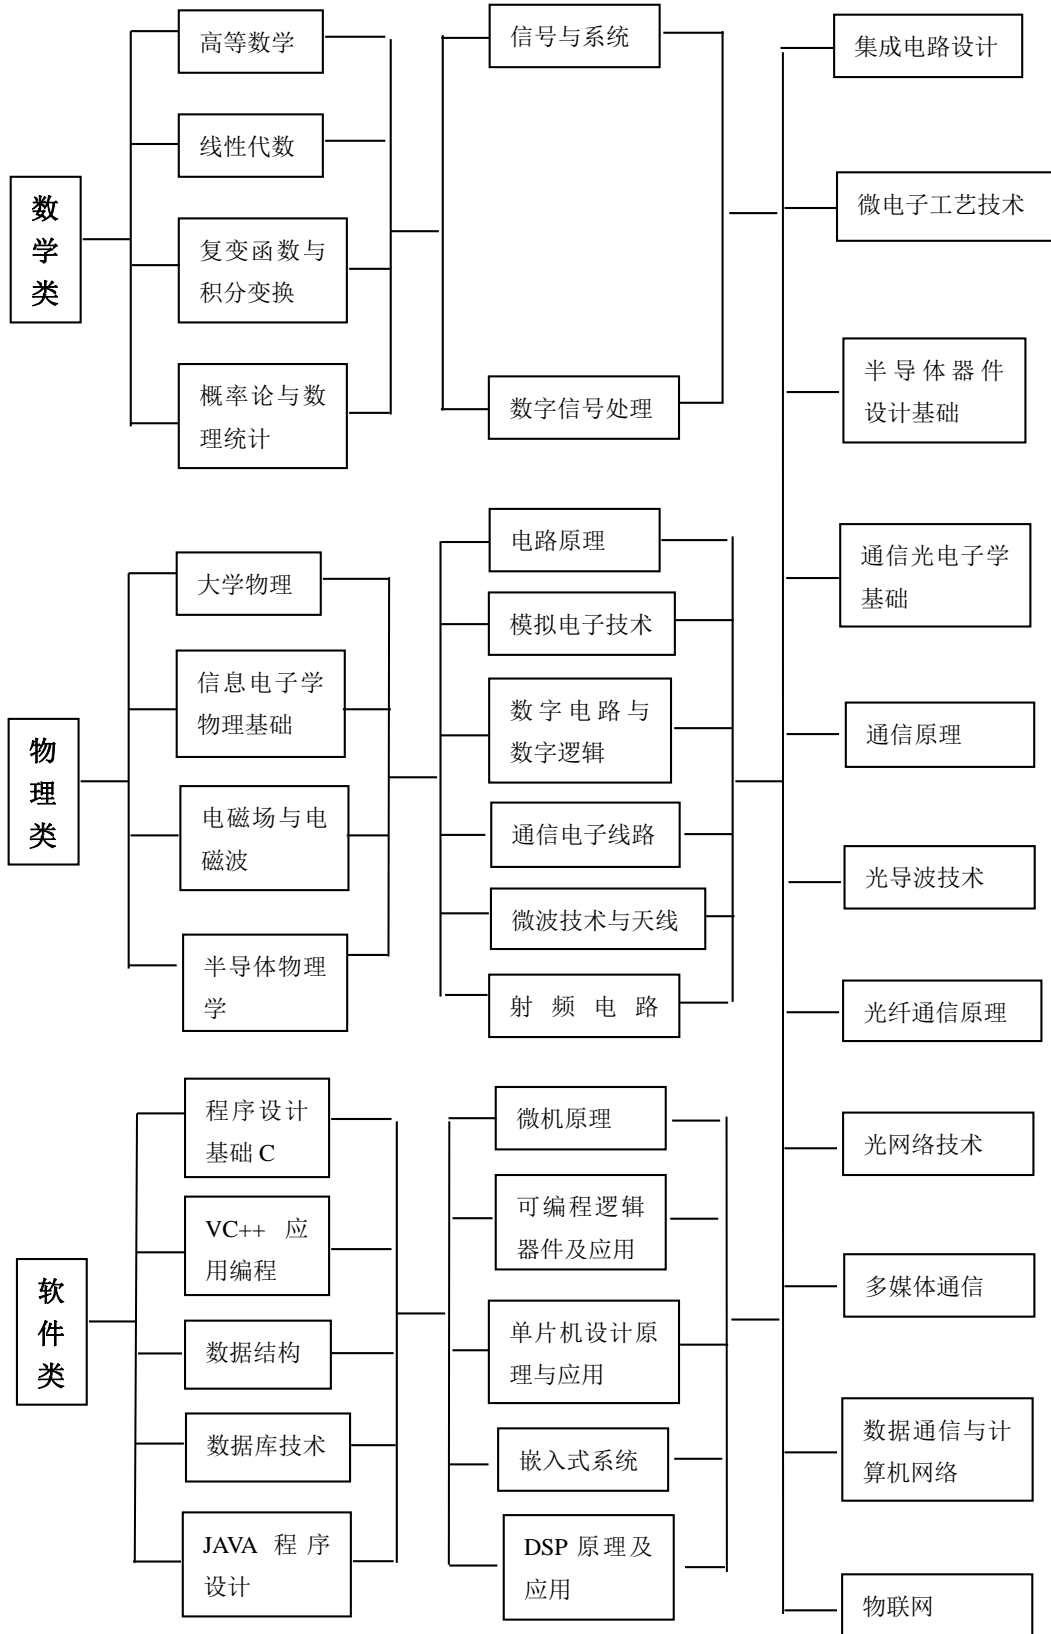 数
学
类
高等数学
线性代数
复变函数与
积分变换
概率论与数
理统计
信号与系统
数字信号处理
物
理
类
大学物理
信息电子学
物理基础
电磁场与电
磁波
半导体物理
学
电路原理
模拟电子技术
数字电路与
数字逻辑
通信电子线路
微波技术与天线
射频电路
软
件
类
程序设计
基础 C
VC++ 应
用编程
数据结构
数据库技术
JAVA 程序
设计
微机原理
可编程逻辑
器件及应用
单片机设计原
理与应用
嵌入式系统
DSP 原理及
应用
集成电路设计
微电子工艺技术
半导体器件
设计基础
通信光电子学
基础
通信原理
光导波技术
光纤通信原理
光网络技术
多媒体通信
数据通信与计
算机网络
物联网